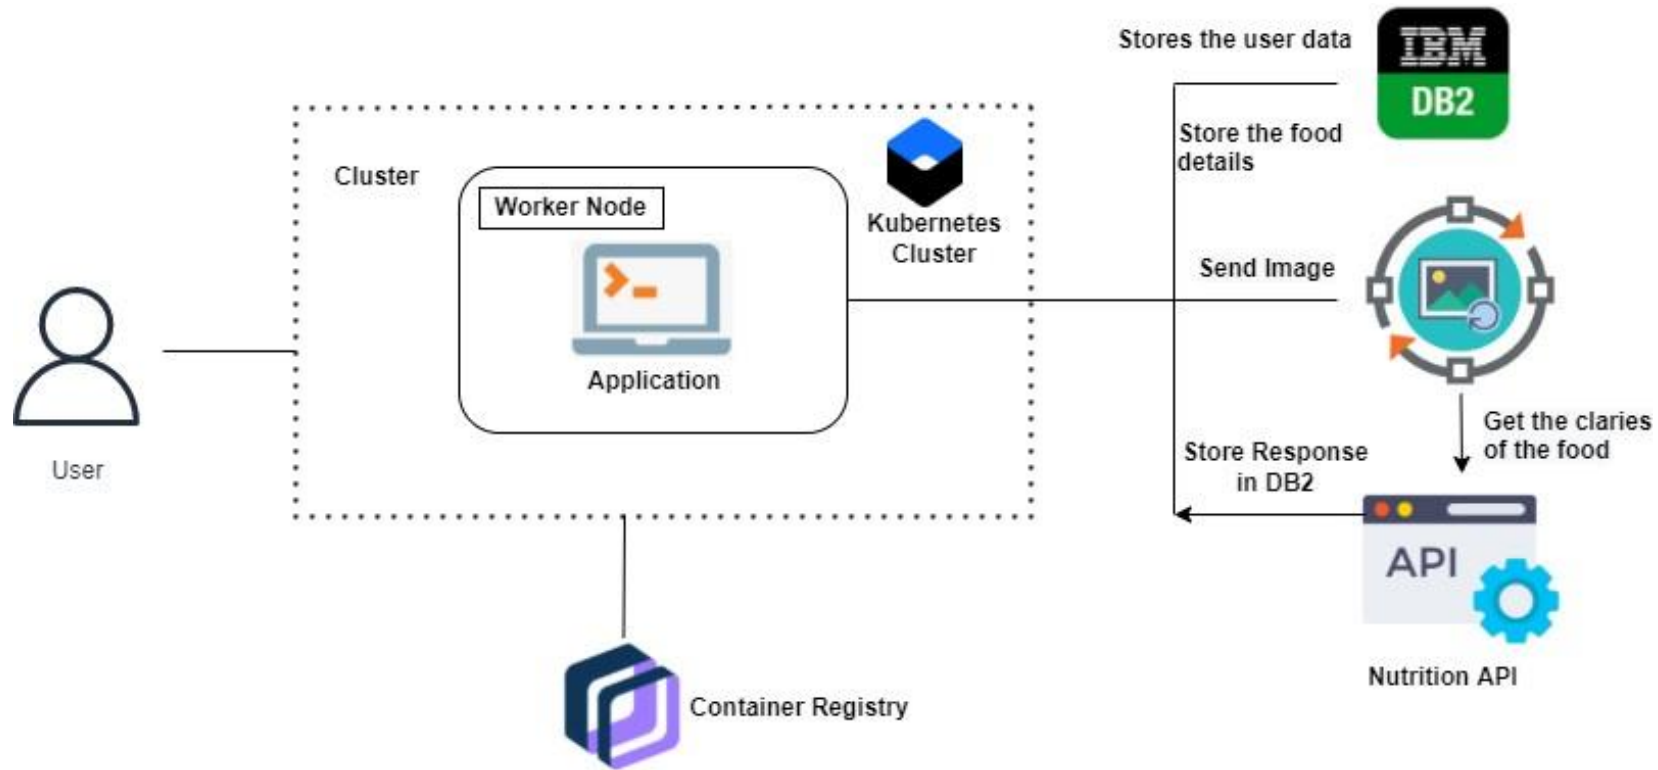 Stores the user data
IBM
DB2
Store the food
details
Cluster
Worker Node
Kubernetes
Cluster
Send Image
Application
Get the claries
of the food
Store Response
in DB2
User
API
Nutrition API
Container Registry